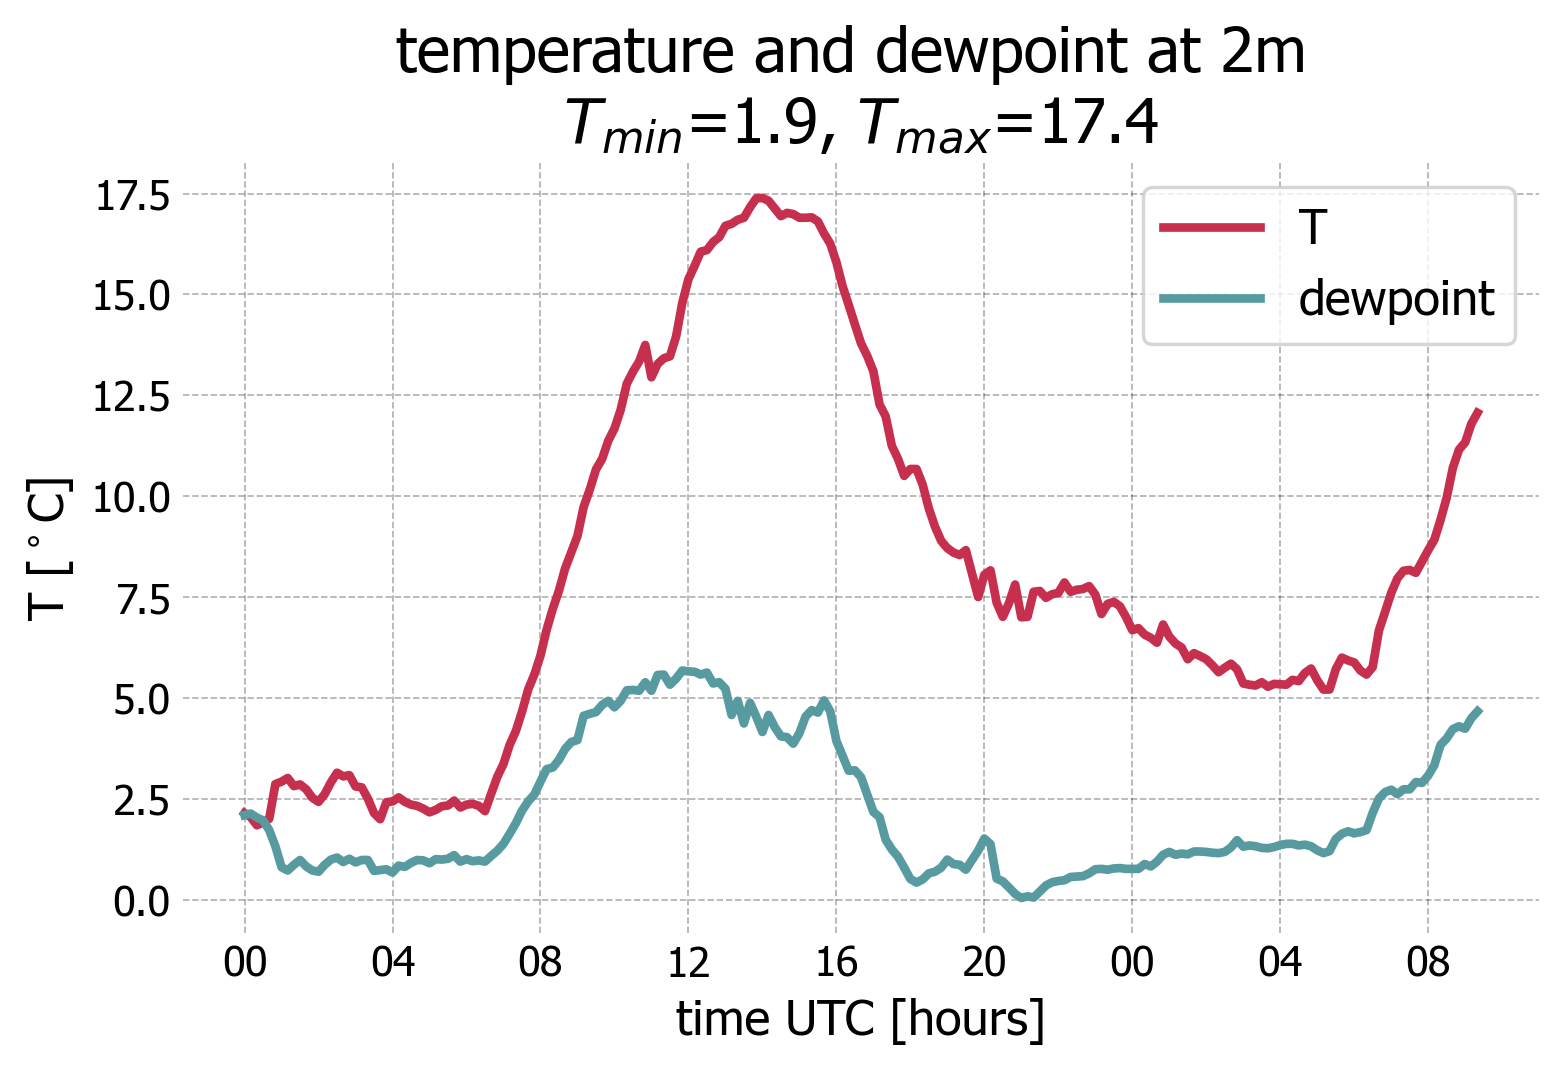 temperature and dewpoint at 2m
T_min=1.9, T_max=17.4
T [°C]
17.5
15.0
12.5
10.0
7.5
5.0
2.5
0.0
T
dewpoint
00 04 08 12 16 20 00 04 08
time UTC [hours]